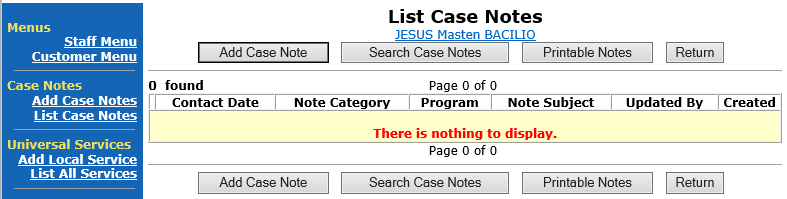 Menus
Staff Menu
Customer Menu
Case Notes
Add Case Notes
List Case Notes
Universal Services
Add Local Service
List All Services
List Case Notes
JESUS Masten BACILIO
Add Case Note Search Case Notes Printable Notes Return
0 found Page 0 of 0
Contact Date Note Category Program Note Subject Updated By Created
There is nothing to display.
Page 0 of 0
Add Case Note Search Case Notes Printable Notes Return